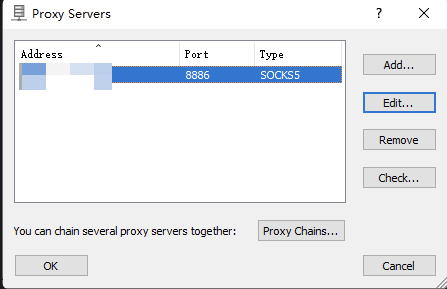 Proxy Servers
Address Port Type
8886 SOCKS5
Add...
Edit...
Remove
Check...
You can chain several proxy servers together: Proxy Chains...
OK Cancel